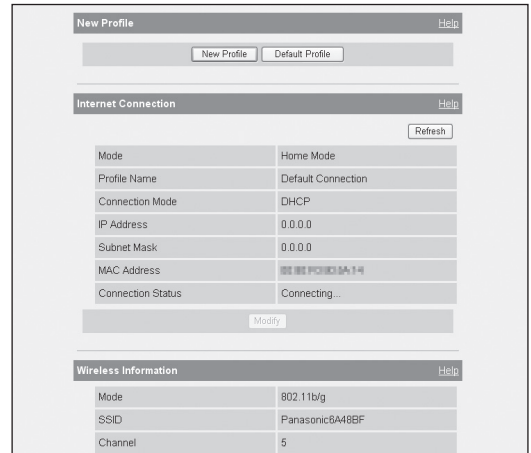 New Profile Help
New Profile Default Profile
Internet Connection Help
Refresh
Mode Home Mode
Profile Name Default Connection
Connection Mode DHCP
IP Address 0.0.0.0
Subnet Mask 0.0.0.0
MAC Address
Connection Status Connecting...
Modify
Wireless Information Help
Mode 802.11b/g
SSID Panasonic6A48BF
Channel 5